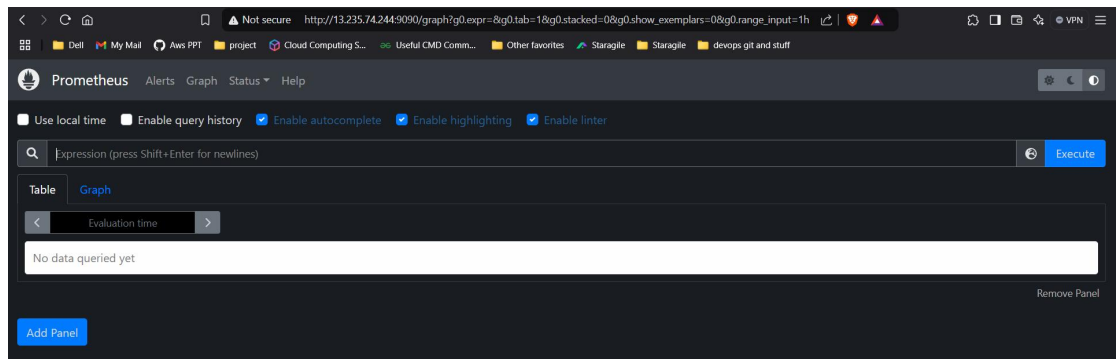 Not secure http://13.235.74.244:9090/graph?g0.expr=&g0.tab=1&g0.stacked=0&g0.show_exemplars=0&g0.range_input=1h VPN
Dell My Mail Aws PPT project Cloud Computing S... Useful CMD Comm... Other favorites Staragile Staragile devops git and stuff
Prometheus Alerts Graph Status Help
Use local time Enable query history Enable autocomplete Enable highlighting Enable linter
Expression (press Shift+Enter for newlines) Execute
Table Graph
Evaluation time
No data queried yet
Remove Panel
Add Panel